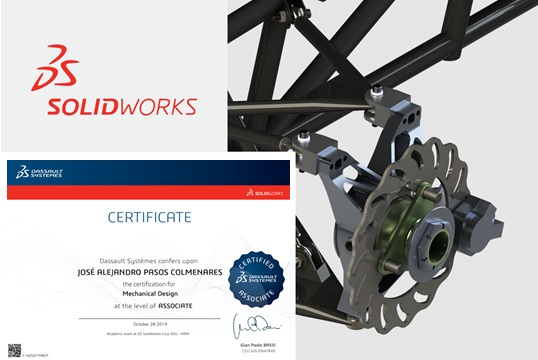 SOLIDWORKS
DASSAULT
SYSTEMES
SOLIDWORKS
CERTIFICATE
Dassault Systèmes confers upon
JOSÉ ALEJANDRO PASOS COLMENARES
the certification for
Mechanical Design
at the level of ASSOCIATE
October 28 2019
CERTIFIED
DASSAULT
SYSTEMES
ASSOCIATE
Gian Paolo BASSI
CEO SOLIDWORKS